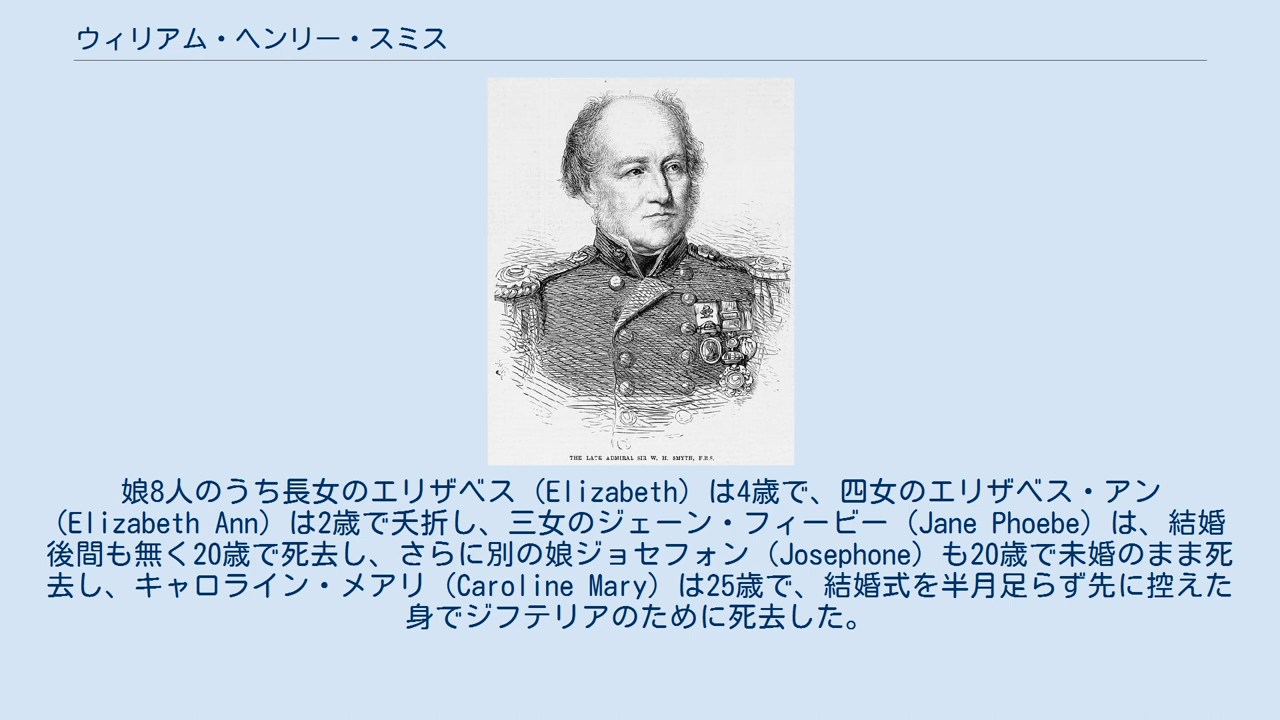 ウィリアム・ヘンリー・スミス
THE LATE ADMIRAL SIR W. H. SMYTH, F.R.S.
娘8人のうち長女のエリザベス（Elizabeth）は4歳で、四女のエリザベス・アン
（Elizabeth Ann）は2歳で夭折し、三女のジェーン・フィービー（Jane Phoebe）は、結婚
後間も無く20歳で死去し、さらに別の娘ジョセフォン（Josephone）も20歳で未婚のまま死
去し、キャロライン・メアリ（Caroline Mary）は25歳で、結婚式を半月足らず先に控えた
身でジフテリアのために死去した。